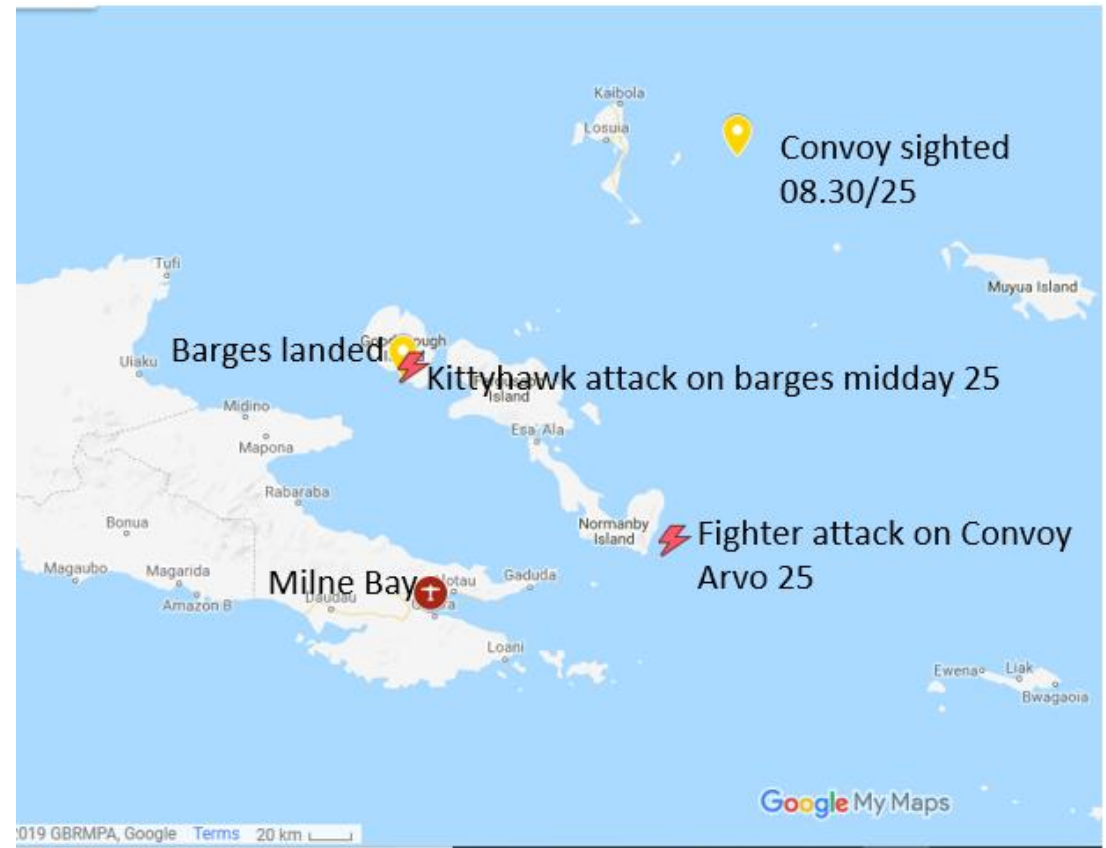 Kaibola
Losuia
Convoy sighted
08.30/25
Tufi
Muyua Island
Barges landed
Kittyhawk attack on barges midday 25
Island
Ulaku
Midino
Esa'Ala
Mapona
Rabaraba
Bonua
Normanby
Island
Fighter attack on Convoy
Arvo 25
Magaubo
Magarida
Milne Bay
Gaduda
Daudau
Amazon B
Loani
Ewena
Liak
Bwagaoia
Google My Maps
2019 GBRMPA, Google Terms 20 km